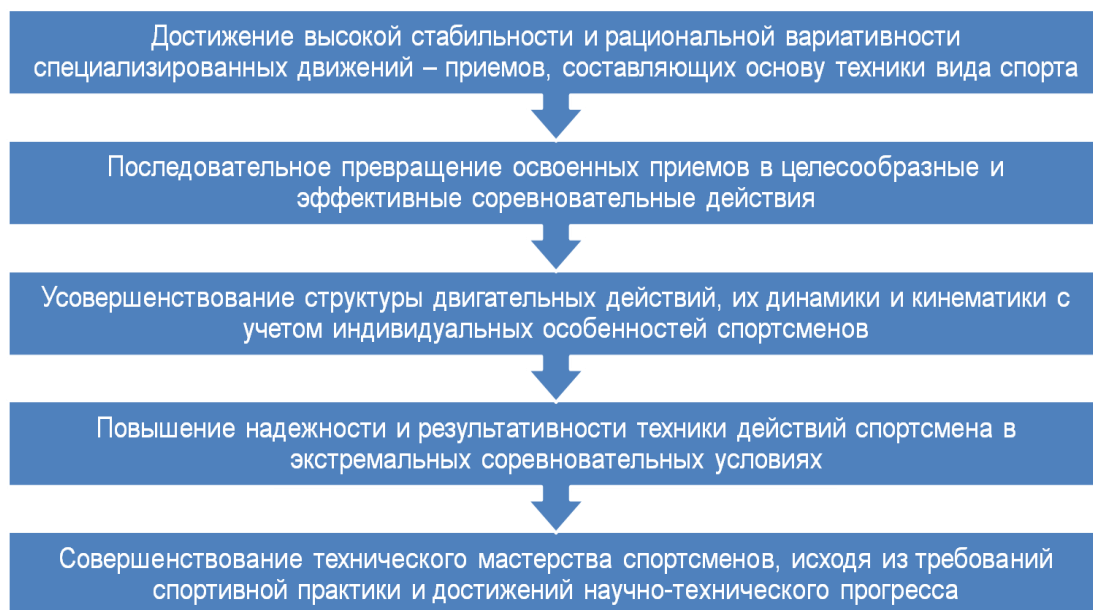 Достижение высокой стабильности и рациональной вариативности
специализированных движений – приемов, составляющих основу техники вида спорта
Последовательное превращение освоенных приемов в целесообразные и
эффективные соревновательные действия
Усовершенствование структуры двигательных действий, их динамики и кинематики с
учетом индивидуальных особенностей спортсменов
Повышение надежности и результативности техники действий спортсмена в
экстремальных соревновательных условиях
Совершенствование технического мастерства спортсменов, исходя из требований
спортивной практики и достижений научно-технического прогресса